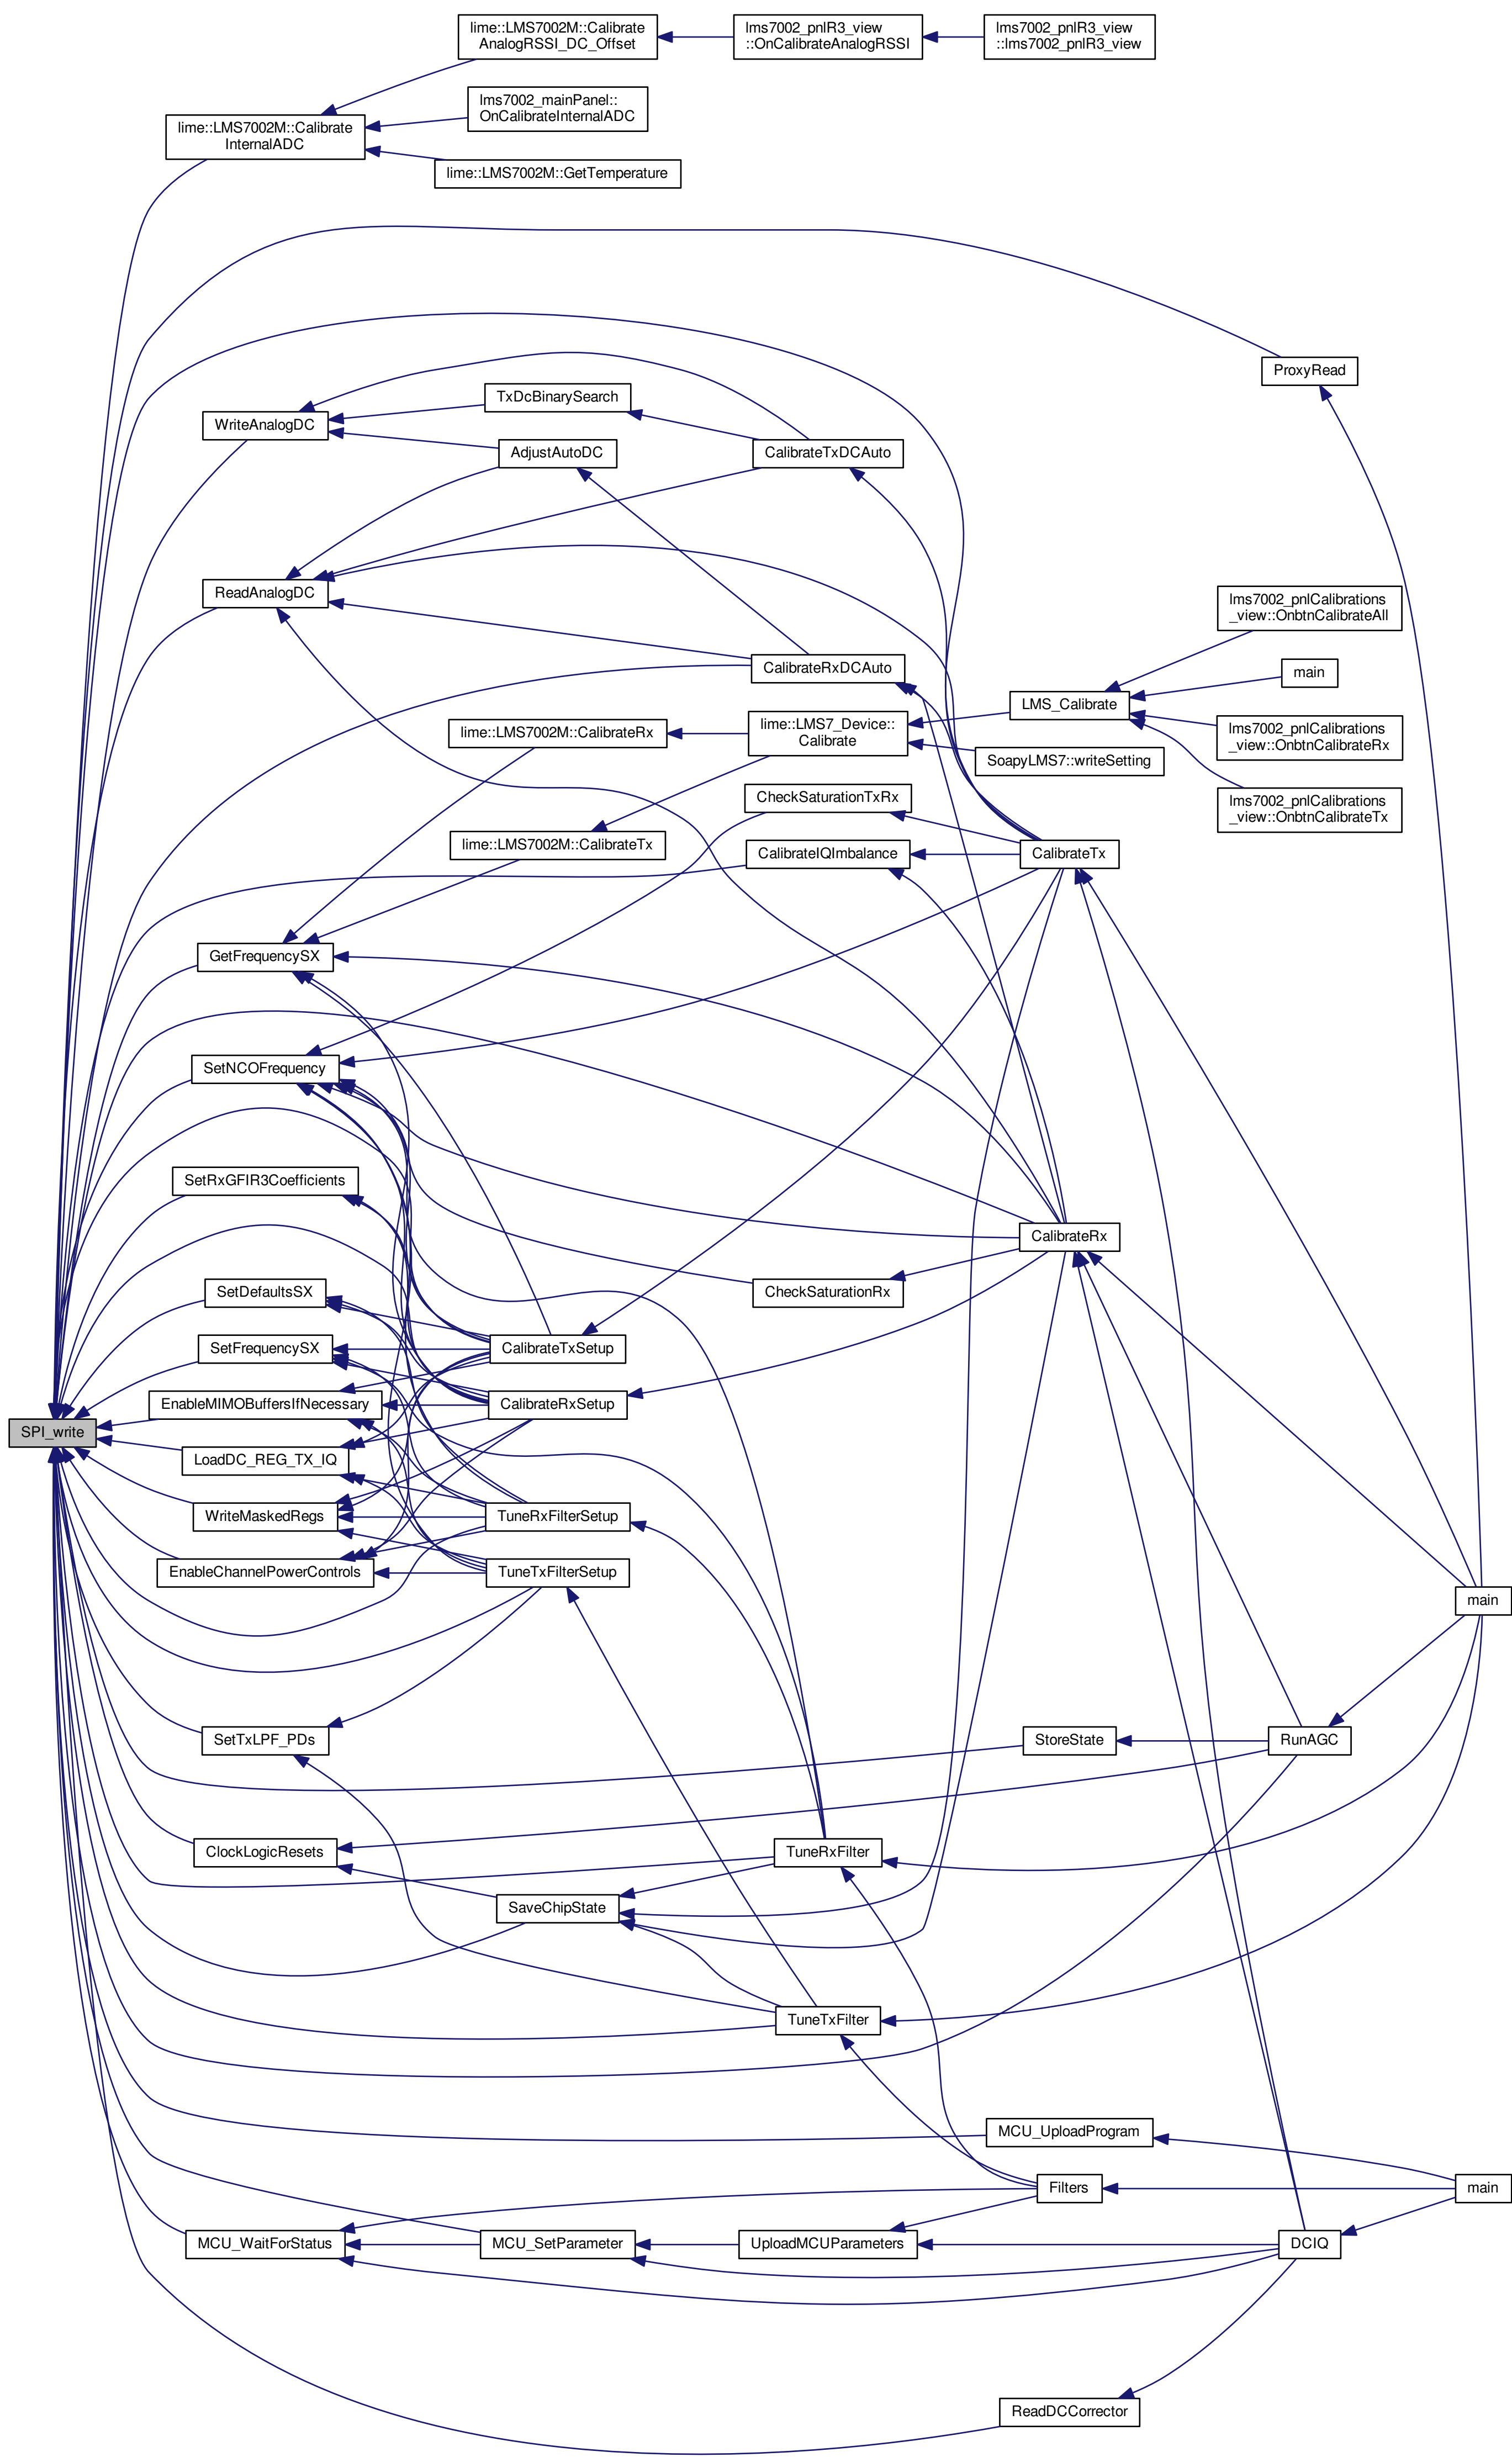 lime::LMS7002M::Calibrate
AnalogRSSI_DC_Offset
lms7002_pnlR3_view
::OnCalibrateAnalogRSSI
lms7002_pnlR3_view
::lms7002_pnlR3_view
lms7002_mainPanel::
OnCalibrateInternalADC
lime::LMS7002M::Calibrate
InternalADC
lime::LMS7002M::GetTemperature
ProxyRead
TxDcBinarySearch
WriteAnalogDC
AdjustAutoDC
CalibrateTxDCAuto
ReadAnalogDC
lms7002_pnlCalibrations
_view::OnbtnCalibrateAll
CalibrateRxDCAuto
main
LMS_Calibrate
lime::LMS7002M::CalibrateRx
lime::LMS7_Device::
Calibrate
lms7002_pnlCalibrations
_view::OnbtnCalibrateRx
SoapyLMS7::writeSetting
CheckSaturationTxRx
lms7002_pnlCalibrations
_view::OnbtnCalibrateTx
lime::LMS7002M::CalibrateTx
CalibrateIQImbalance
CalibrateTx
GetFrequencySX
SetNCOFrequency
SetRxGFIR3Coefficients
CalibrateRx
SetDefaultsSX
CheckSaturationRx
SetFrequencySX
CalibrateTxSetup
EnableMIMOBuffersIfNecessary
CalibrateRxSetup
SPI_write
LoadDC_REG_TX_IQ
WriteMaskedRegs
TuneRxFilterSetup
EnableChannelPowerControls
TuneTxFilterSetup
main
SetTxLPF_PDs
StoreState
RunAGC
ClockLogicResets
TuneRxFilter
SaveChipState
TuneTxFilter
MCU_UploadProgram
Filters
main
MCU_WaitForStatus
MCU_SetParameter
UploadMCUParameters
DCIQ
ReadDCCorrector